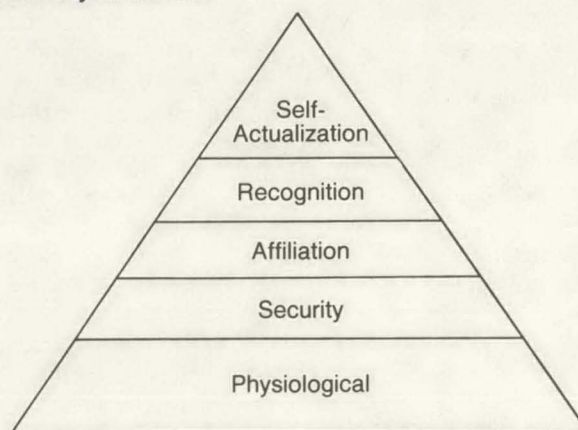 Self-
Actualization
Recognition
Affiliation
Security
Physiological